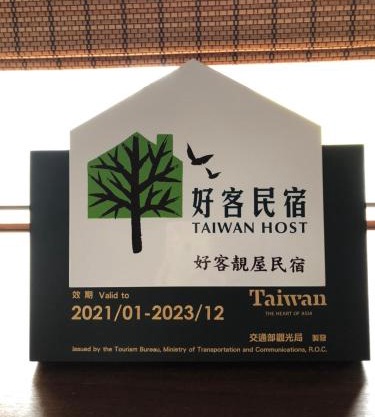 好客民宿
TAIWAN HOST
好客靚屋民宿
效期 Valid to
2021/01-2023/12
Taiwan
THE HEART OF ASIA
交通部觀光局 製發
Issued by the Tourism Bureau, Ministry of Transportation and Communications, R.O.C.